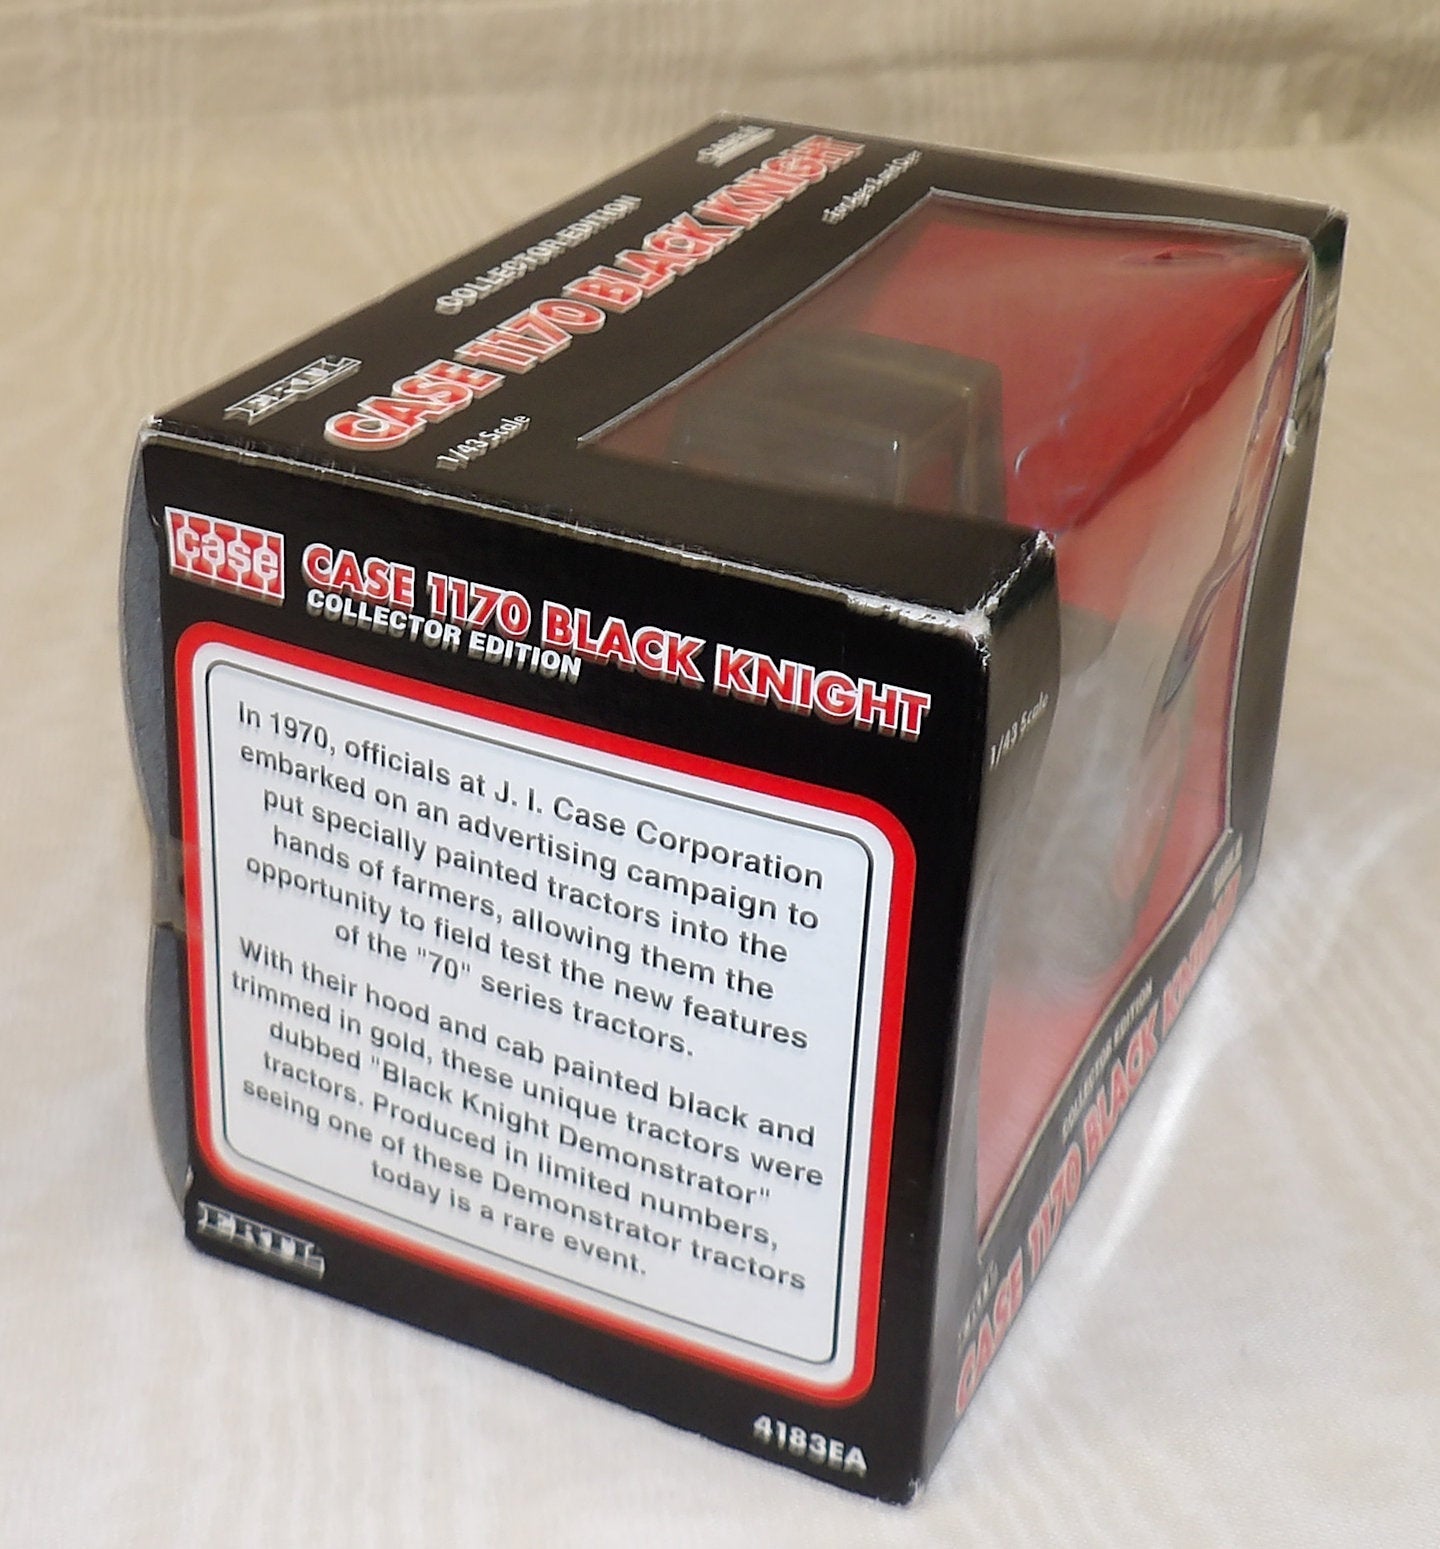 COLLECTOR EDITION
ERTL
CASE 1170 BLACK KNIGHT
1/43 Scale
case
CASE 1170 BLACK KNIGHT
COLLECTOR EDITION
In 1970, officials at J. I. Case Corporation
embarked on an advertising campaign to
put specially painted tractors into the
hands of farmers, allowing them the
opportunity to field test the new features
of the "70" series tractors.
With their hood and cab painted black and
trimmed in gold, these unique tractors were
dubbed "Black Knight Demonstrator"
tractors. Produced in limited numbers,
seeing one of these Demonstrator tractors
today is a rare event.
ERTL
4183EA
1/43 Scale
COLLECTOR EDITION
CASE 1170 BLACK KNIGHT